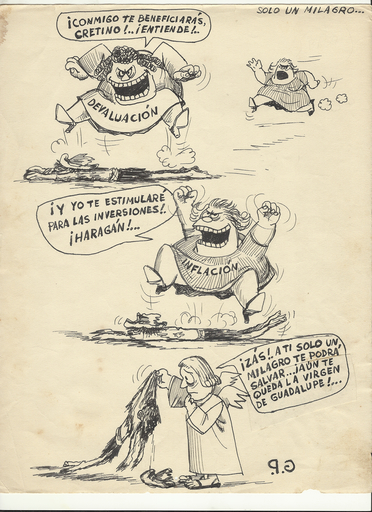 SOLO UN MILAGRO...
¡CONMIGO TE BENEFICIARÁS,
CRETINO!.. ¡ENTIENDE!..
DEVALUACIÓN
¡Y YO TE ESTIMULARÉ
PARA LAS INVERSIONES!.
¡HARAGÁN!...
INFLACIÓN
¡ZÁS!. A TI SOLO UN
MILAGRO TE PODRÁ
SALVAR... ¡AÚN TE
QUEDA LA VIRGEN
DE GUADALUPE!...